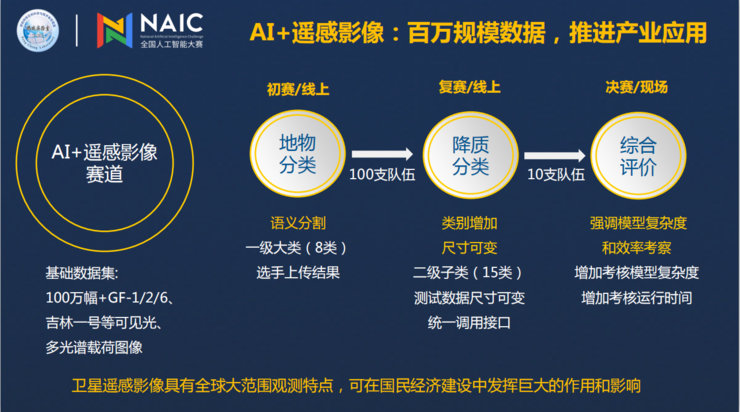 NAIC
National Artificial Intelligence Challenge
全国人工智能大赛
AI+遥感影像：百万规模数据，推进产业应用
AI+遥感影像
赛道
基础数据集:
100万幅+GF-1/2/6、
吉林一号等可见光、
多光谱载荷图像
初赛/线上
地物
分类
语义分割
一级大类（8类）
选手上传结果
100支队伍
复赛/线上
降质
分类
类别增加
尺寸可变
二级子类（15类）
测试数据尺寸可变
统一调用接口
10支队伍
决赛/现场
综合
评价
强调模型复杂度
和效率考察
增加考核模型复杂度
增加考核运行时间
卫星遥感影像具有全球大范围观测特点，可在国民经济建设中发挥巨大的作用和影响